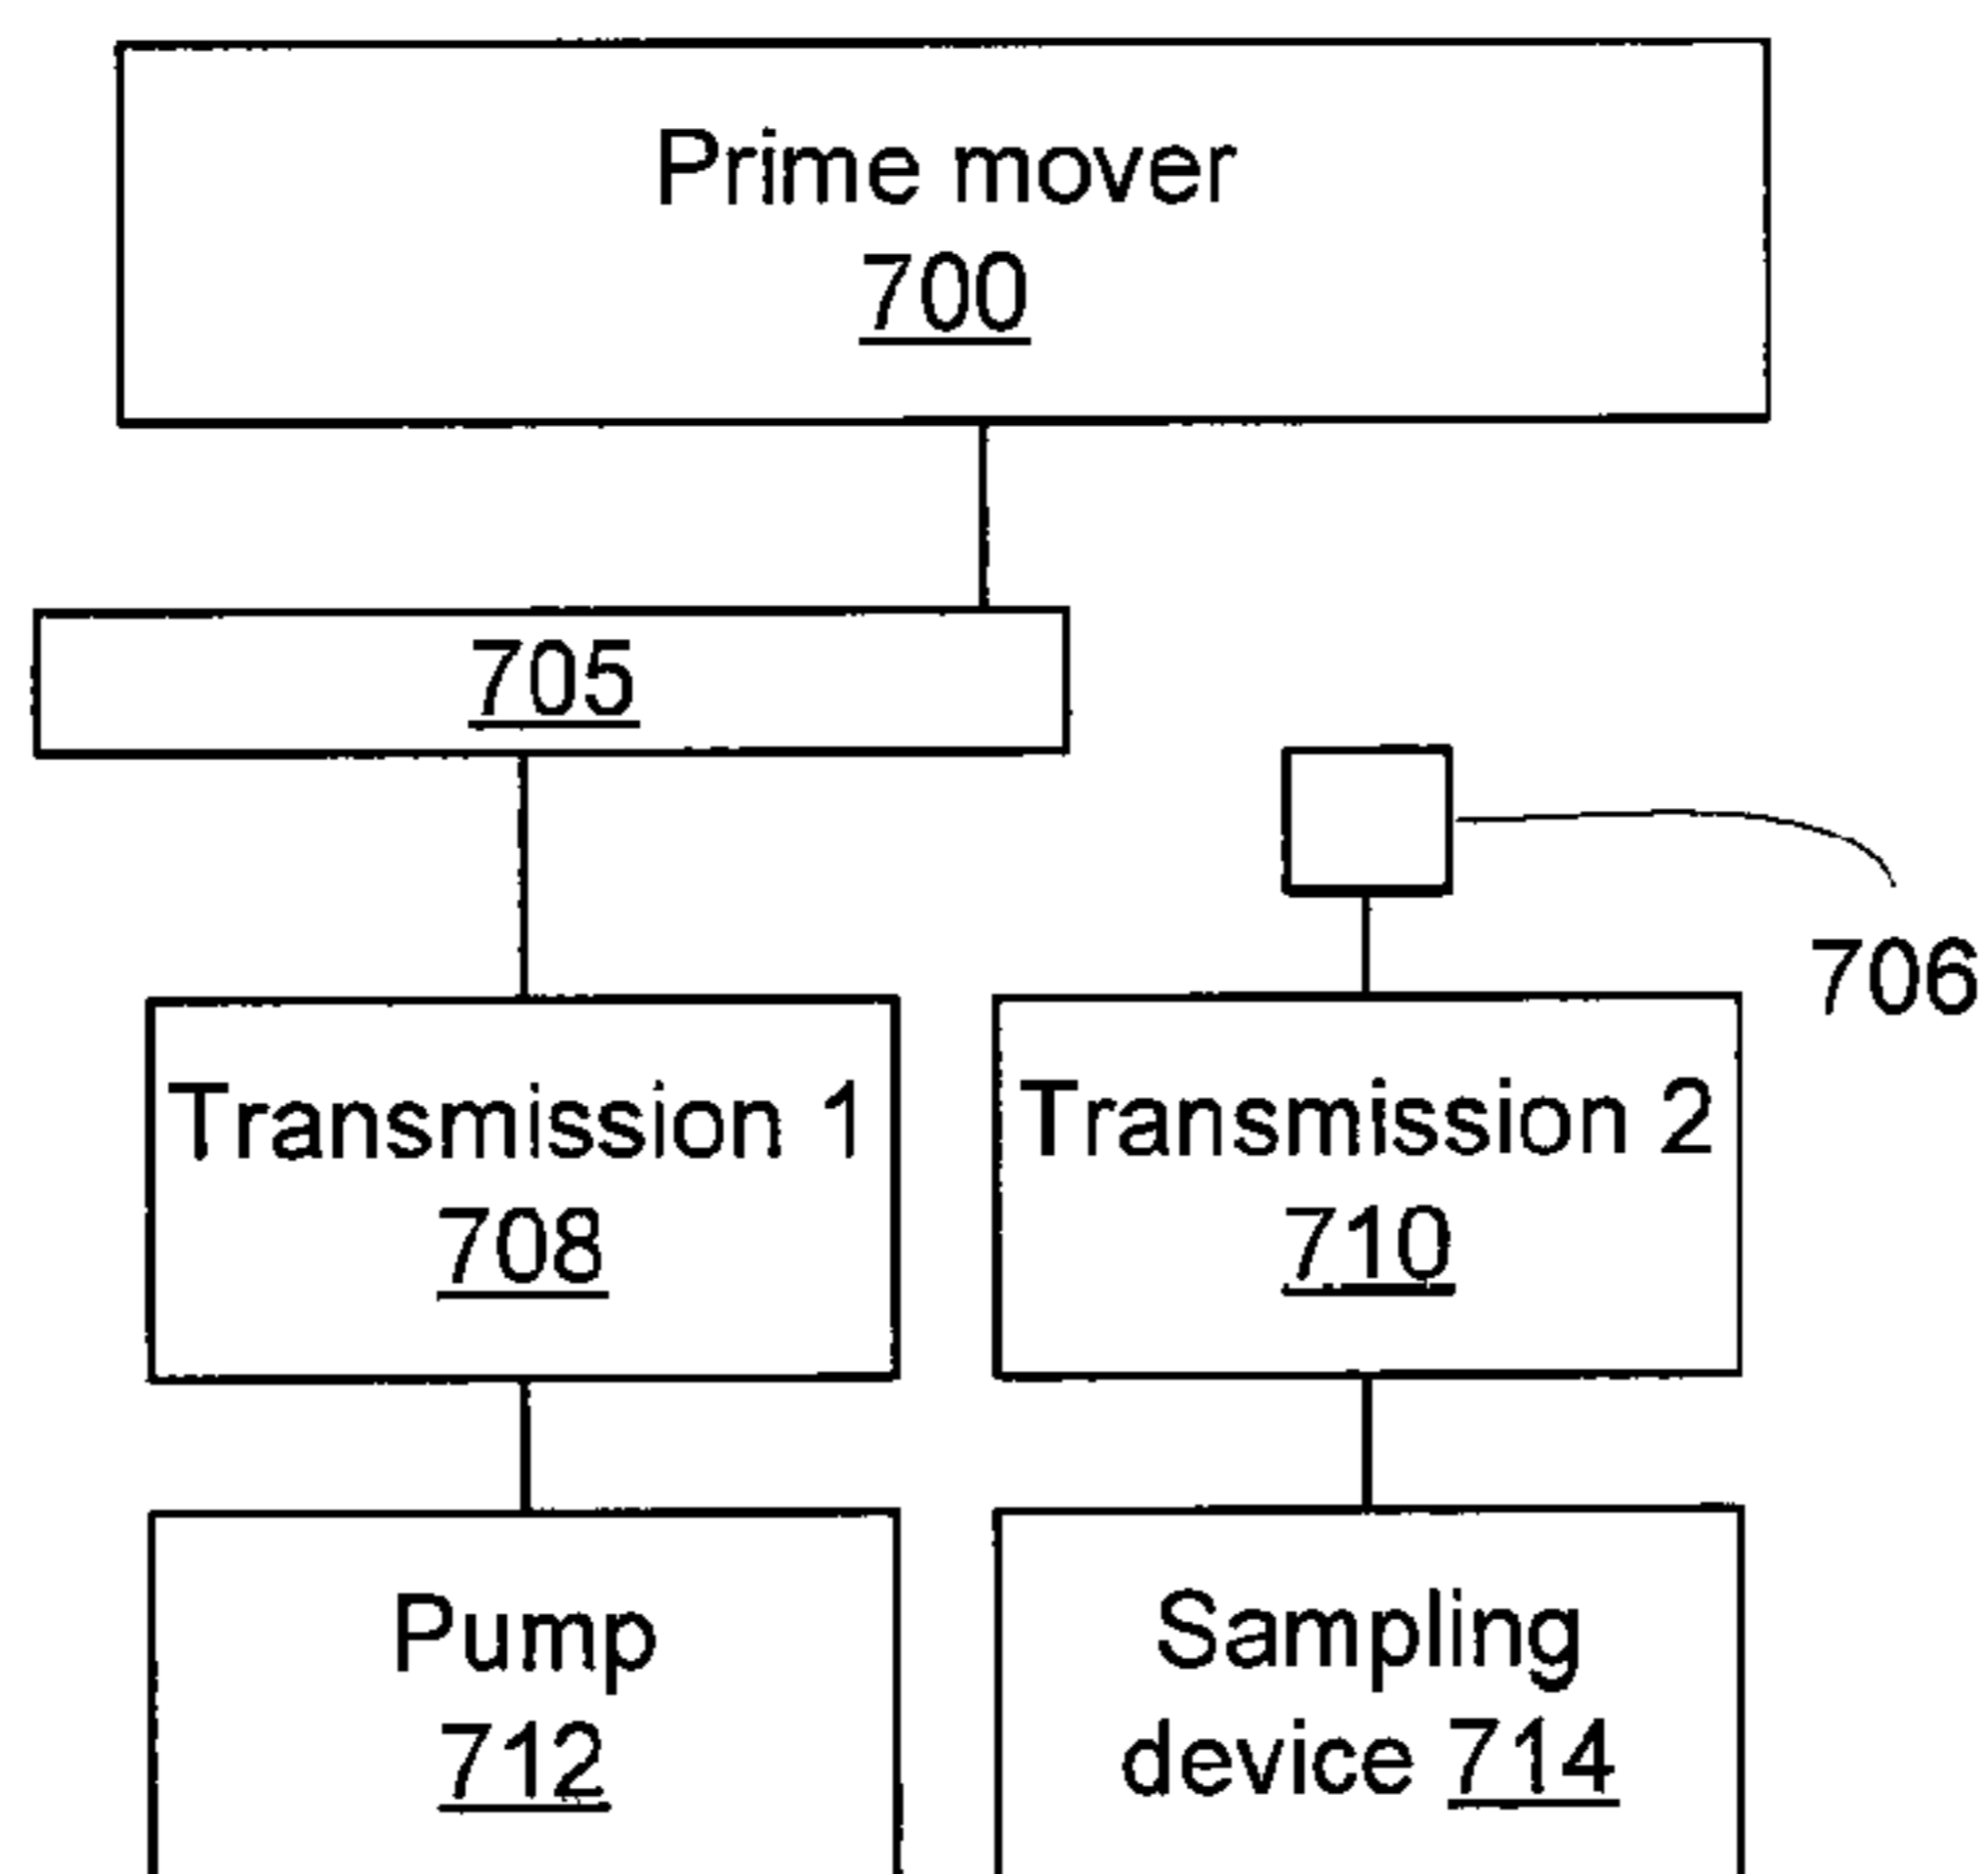 Prime mover
700
705
706
Transmission 1
708
Transmission 2
710
Pump
712
Sampling
device 714